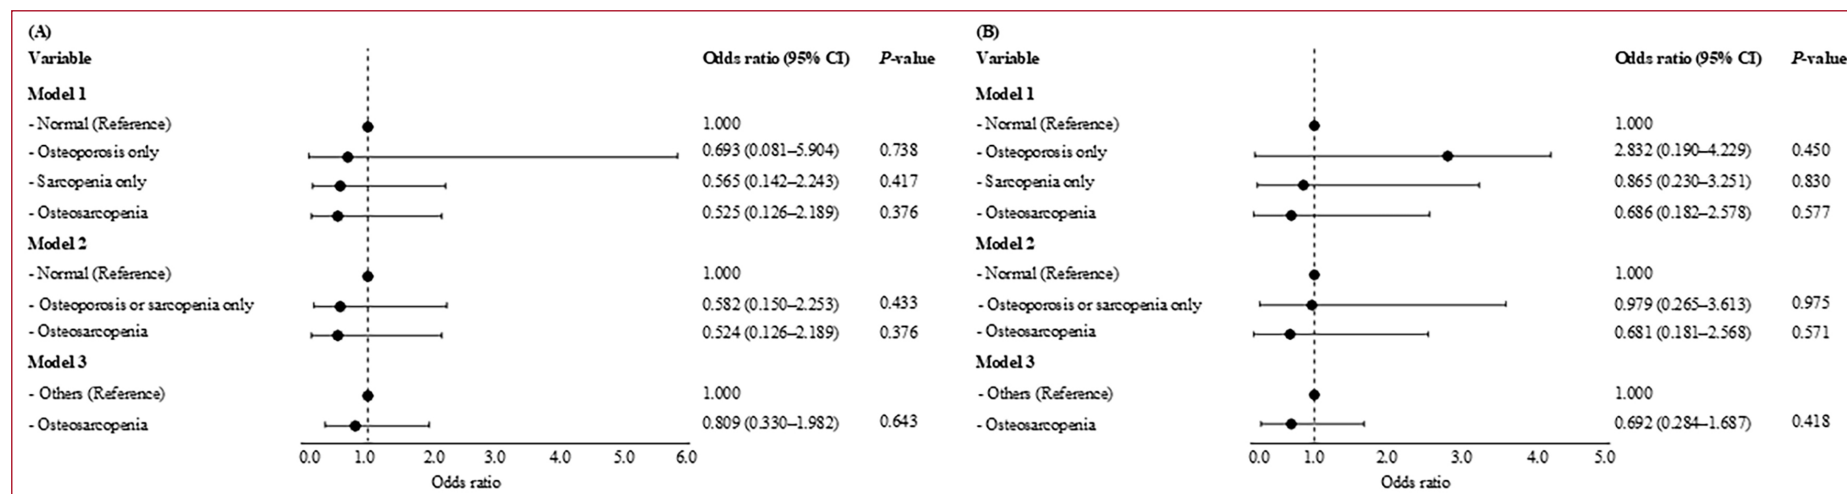 (A)
Variable Odds ratio (95% CI) P-value
Model 1
- Normal (Reference) 1.000
- Osteoporosis only 0.693 (0.081–5.904) 0.738
- Sarcopenia only 0.565 (0.142–2.243) 0.417
- Osteosarcopenia 0.525 (0.126–2.189) 0.376
Model 2
- Normal (Reference) 1.000
- Osteoporosis or sarcopenia only 0.582 (0.150–2.253) 0.433
- Osteosarcopenia 0.524 (0.126–2.189) 0.376
Model 3
- Others (Reference) 1.000
- Osteosarcopenia 0.809 (0.330–1.982) 0.643
0.0 1.0 2.0 3.0 4.0 5.0 6.0
Odds ratio
(B)
Variable Odds ratio (95% CI) P-value
Model 1
- Normal (Reference) 1.000
- Osteoporosis only 2.832 (0.190–4.229) 0.450
- Sarcopenia only 0.865 (0.230–3.251) 0.830
- Osteosarcopenia 0.686 (0.182–2.578) 0.577
Model 2
- Normal (Reference) 1.000
- Osteoporosis or sarcopenia only 0.979 (0.265–3.613) 0.975
- Osteosarcopenia 0.681 (0.181–2.568) 0.571
Model 3
- Others (Reference) 1.000
- Osteosarcopenia 0.692 (0.284–1.687) 0.418
0.0 1.0 2.0 3.0 4.0 5.0
Odds ratio